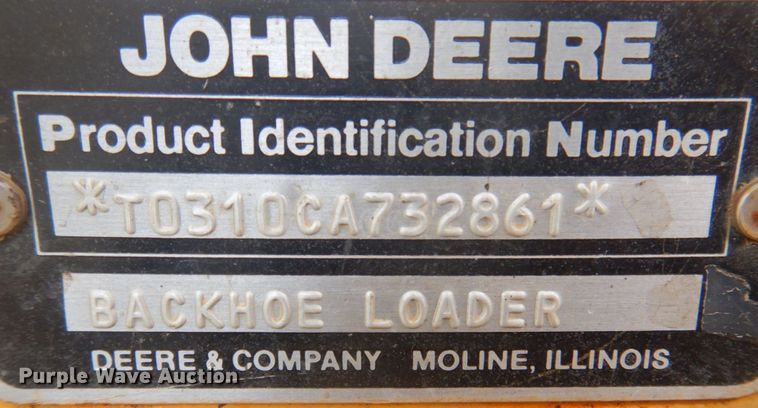 JOHN DEERE
Product Identification Number
*T0310CA732861*
BACKHOE LOADER
DEERE & COMPANY MOLINE, ILLINOIS
Purple Wave Auction